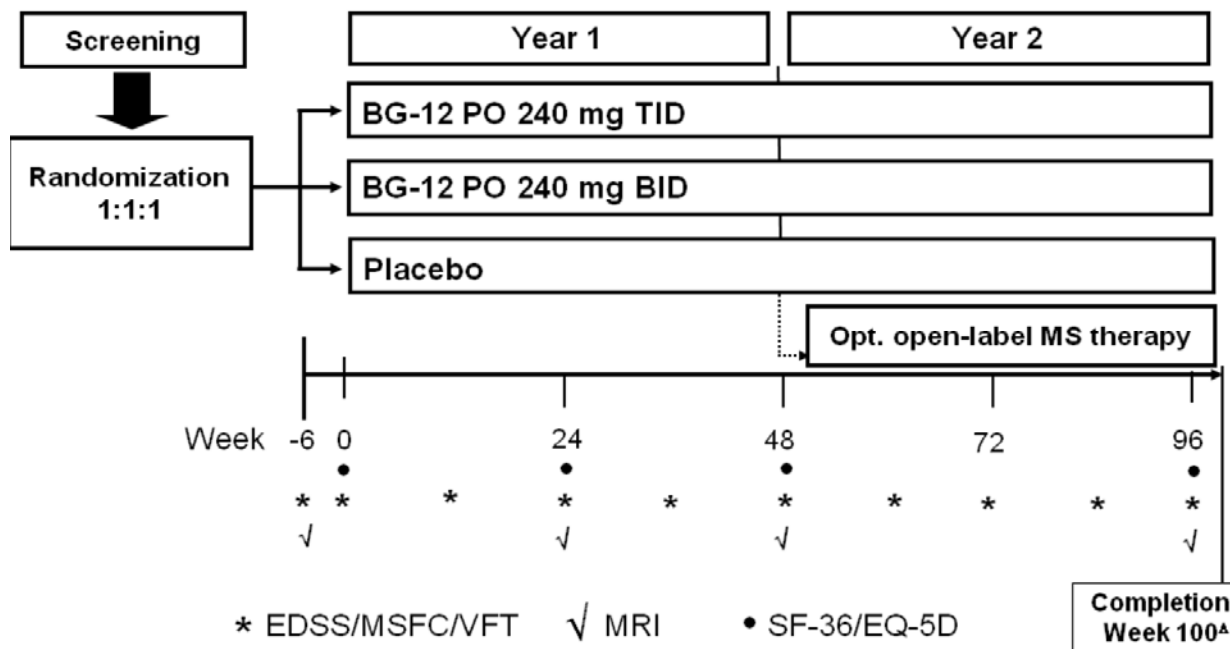 Screening
Year 1
Year 2
BG-12 PO 240 mg TID
Randomization
1:1:1
BG-12 PO 240 mg BID
Placebo
Opt. open-label MS therapy
Week -6 0 24 48 72 96
* * * * * * * * * *
√ √ √ √
* EDSS/MSFC/VFT √ MRI • SF-36/EQ-5D
Completion
Week 100Δ